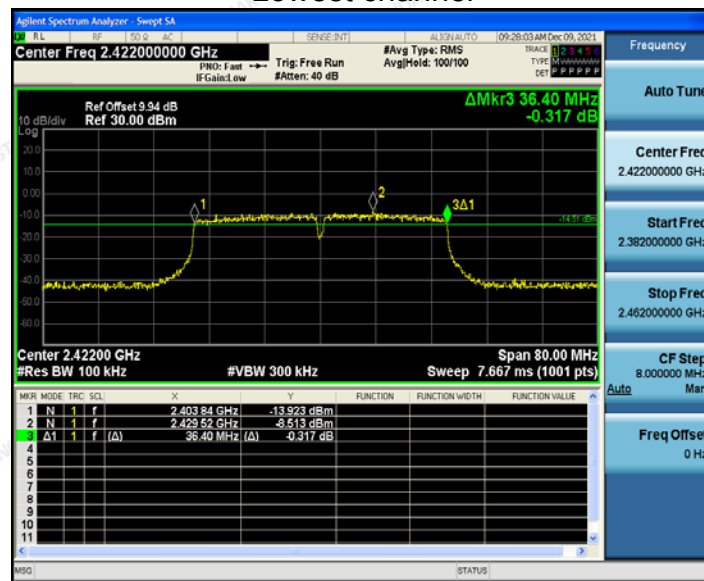 Lowest channel
Agilent Spectrum Analyzer - Swept SA
RL RF 50 Ω AC SENSE:INT ALIGN AUTO 09:28:03 AM Dec 09, 2021
Center Freq 2.422000000 GHz #Avg Type: RMS TRACE 1 2 3 4 5 6
PNO: Fast Trig: Free Run Avg|Hold: 100/100 TYPE M
IFGain:Low #Atten: 40 dB DET P P P P P P
Frequency
Auto Tune
Ref Offset 9.94 dB ΔMkr3 36.40 MHz
10 dB/div Ref 30.00 dBm -0.317 dB
Log
20.0
10.0
0.00
-10.0
-20.0
-30.0
-40.0
-50.0
-60.0
1
2
3Δ1
-14.51 dBm
Center Freq
2.422000000 GHz
Start Freq
2.382000000 GHz
Stop Freq
2.462000000 GHz
Center 2.42200 GHz Span 80.00 MHz
#Res BW 100 kHz #VBW 300 kHz Sweep 7.667 ms (1001 pts)
CF Step
8.000000 MHz
Auto Man
Freq Offset
0 Hz
MKR MODE TRC SCL X Y FUNCTION FUNCTION WIDTH FUNCTION VALUE
1 N 1 f 2.403 84 GHz -13.923 dBm
2 N 1 f 2.429 52 GHz -8.513 dBm
3 Δ1 1 f (Δ) 36.40 MHz (Δ) -0.317 dB
4
5
6
7
8
9
10
11
MSG STATUS